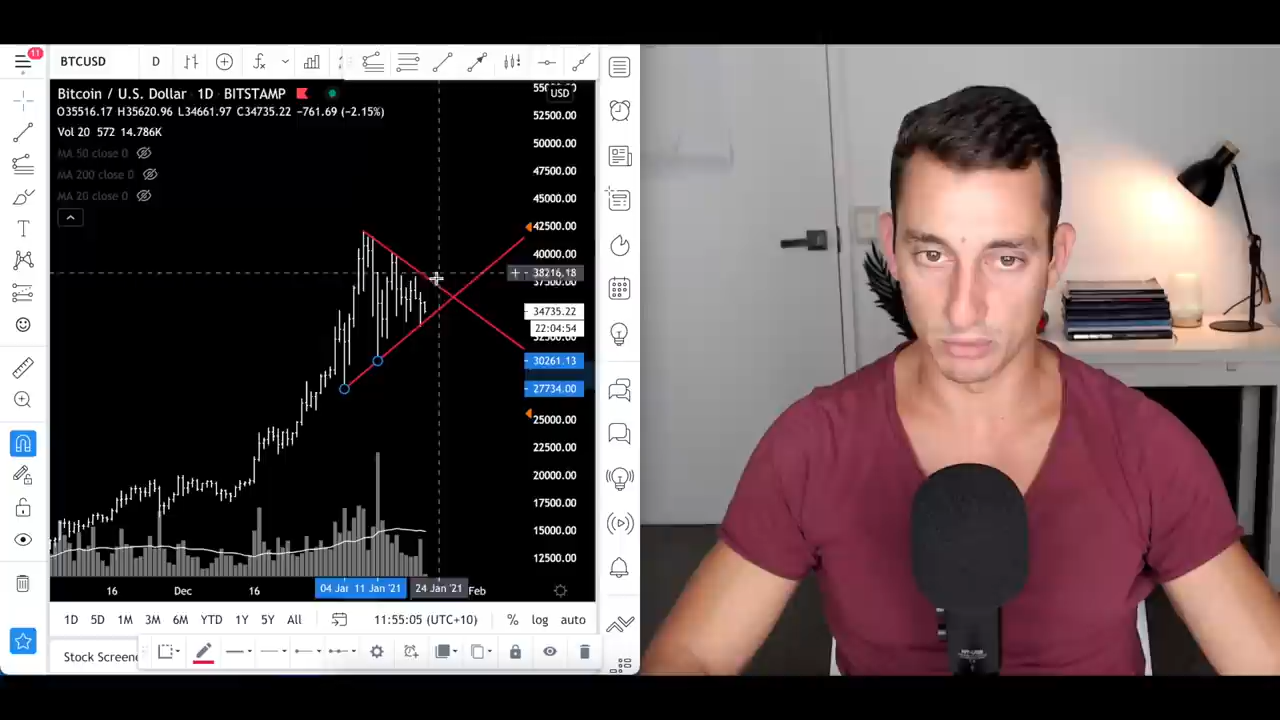 11
BTCUSD
D
Bitcoin / U.S. Dollar 1D BITSTAMP
USD
O35516.17 H35620.96 L34661.97 C34735.22 -761.69 (-2.15%)
Vol 20 572 14.786K
MA 50 close 0
MA 200 close 0
MA 20 close 0
52500.00
50000.00
47500.00
45000.00
42500.00
40000.00
38216.18
37500.00
34735.22
22:04:54
30261.13
27734.00
25000.00
22500.00
20000.00
17500.00
15000.00
12500.00
16
Dec
16
04 Jan
11 Jan '21
24 Jan '21
Feb
1D 5D 1M 3M 6M YTD 1Y 5Y All
11:55:05 (UTC+10)
% log auto
Stock Screene